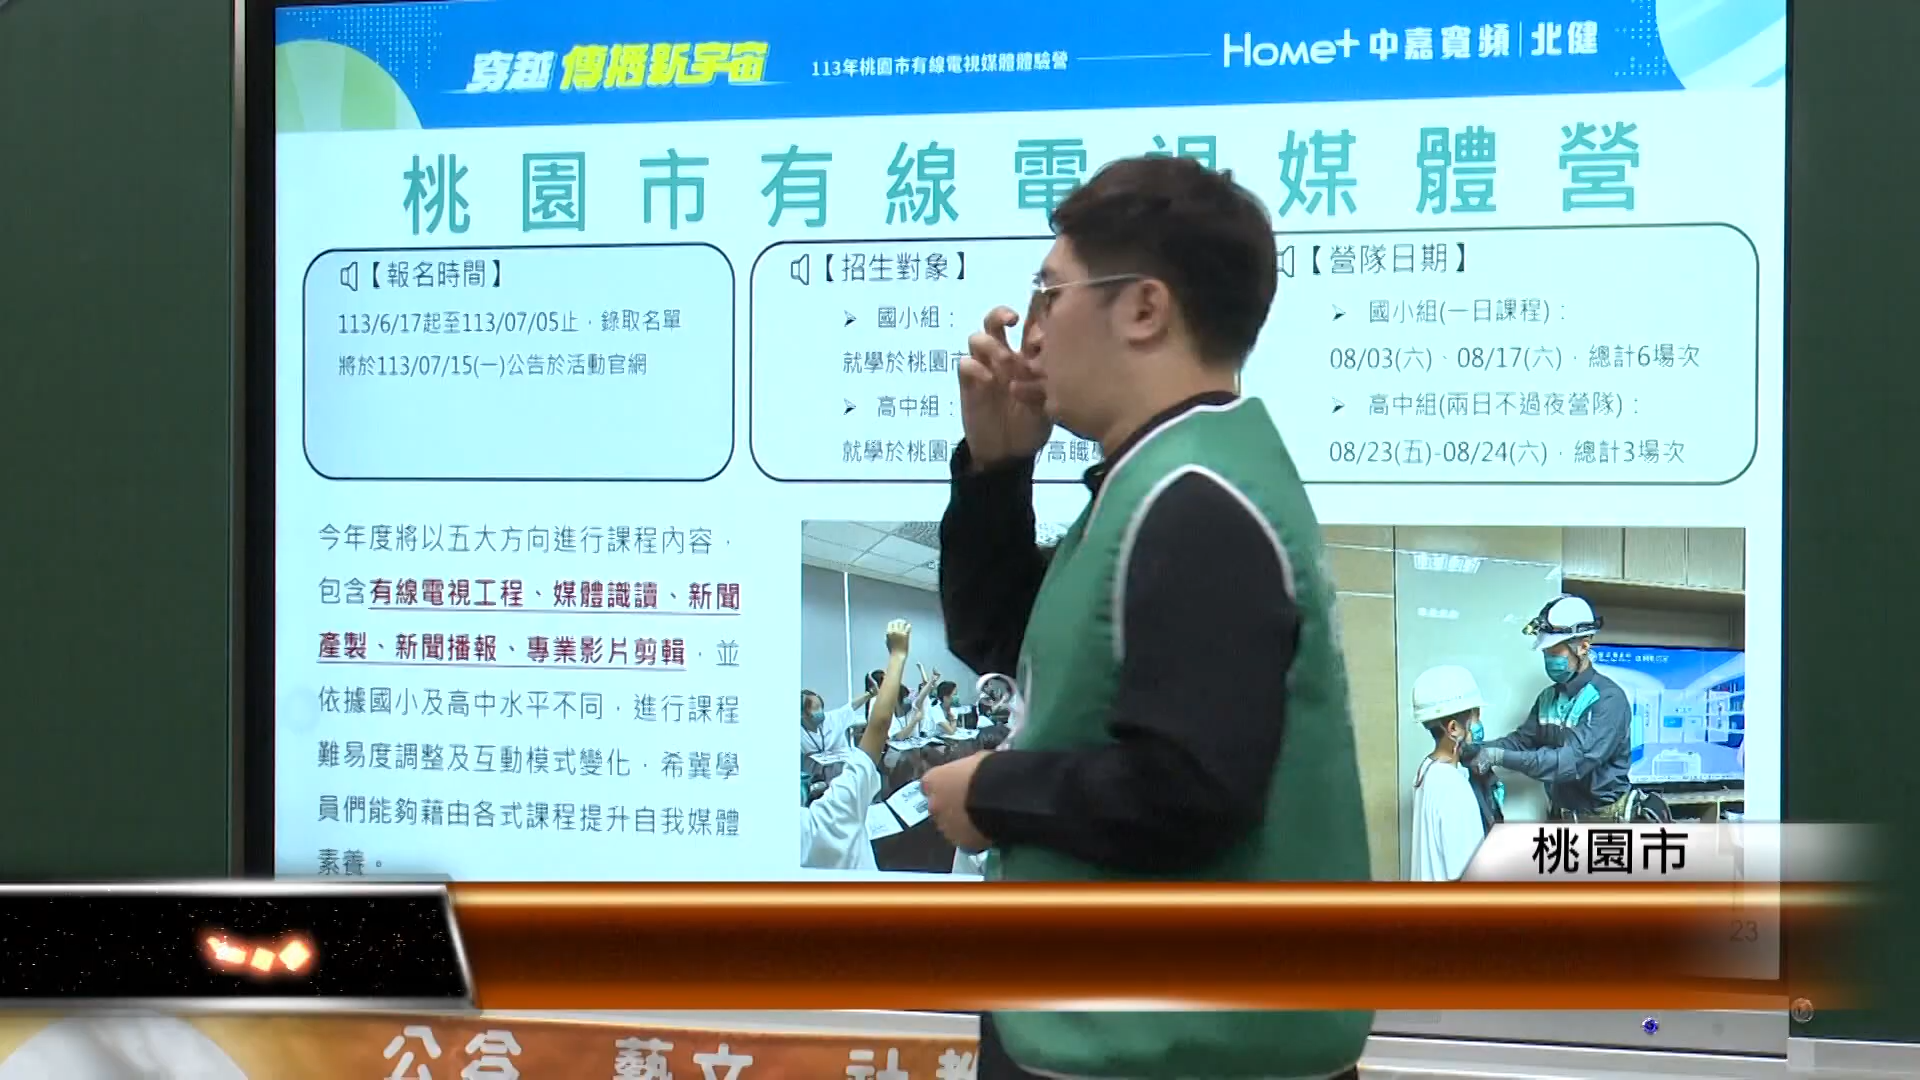 穿越 傳播新宇宙
113年桃園市有線電視媒體體驗營
Home+ 中嘉寬頻 | 北健
桃園市有線電視媒體營
【報名時間】
113/6/17起至113/07/05止，錄取名單
將於113/07/15(一)公告於活動官網
【招生對象】
國小組：
就學於桃園市
高中組：
就學於桃園
高職
【營隊日期】
國小組(一日課程)：
08/03(六)、08/17(六)，總計6場次
高中組(兩日不過夜營隊)：
08/23(五)-08/24(六)，總計3場次
今年度將以五大方向進行課程內容，
包含有線電視工程、媒體識讀、新聞
產製、新聞播報、專業影片剪輯，並
依據國小及高中水平不同，進行課程
難易度調整及互動模式變化，希冀學
員們能夠藉由各式課程提升自我媒體
素養。
桃園市
23
公益 藝文 社教